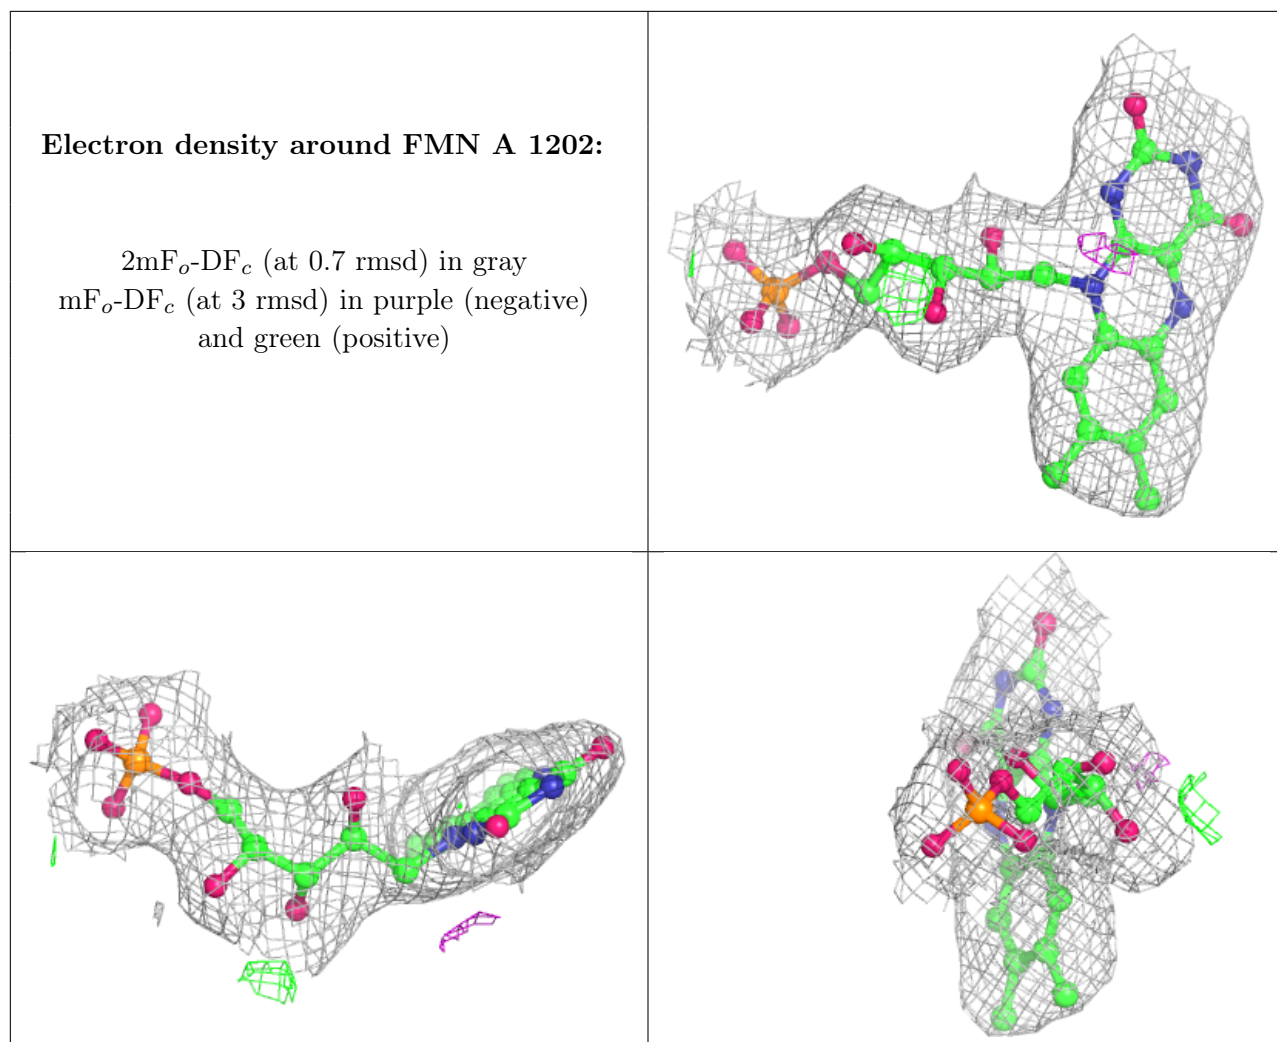 Electron density around FMN A 1202:
2mFₒ-DF𝑐 (at 0.7 rmsd) in gray
mFₒ-DF𝑐 (at 3 rmsd) in purple (negative)
and green (positive)